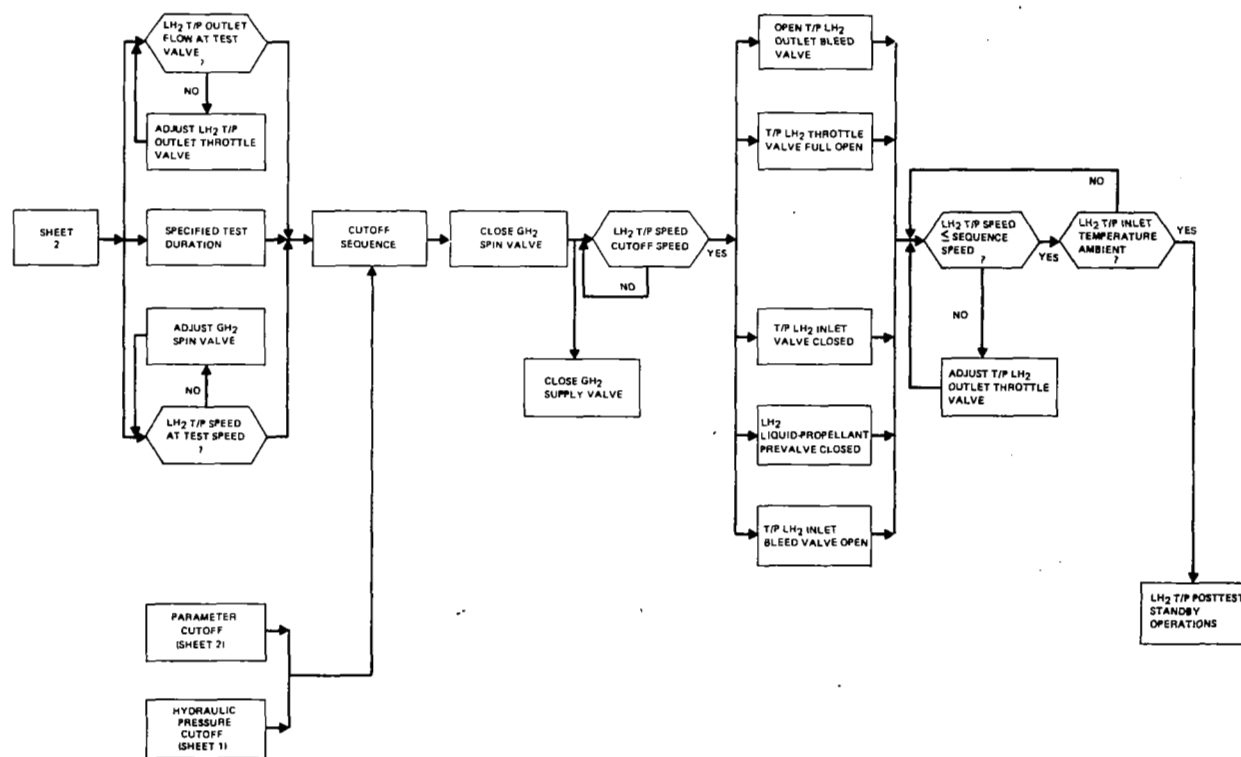 LH2 T/P OUTLET
FLOW AT TEST
VALVE
?
NO
ADJUST LH2 T/P
OUTLET THROTTLE
VALVE
SHEET
2
SPECIFIED TEST
DURATION
ADJUST GH2
SPIN VALVE
NO
LH2 T/P SPEED
AT TEST SPEED
?
PARAMETER
CUTOFF
(SHEET 2)
HYDRAULIC
PRESSURE
CUTOFF
(SHEET 1)
CUTOFF
SEQUENCE
CLOSE GH2
SPIN VALVE
CLOSE GH2
SUPPLY VALVE
LH2 T/P SPEED
CUTOFF SPEED
NO
YES
OPEN T/P LH2
OUTLET BLEED
VALVE
T/P LH2 THROTTLE
VALVE FULL OPEN
T/P LH2 INLET
VALVE CLOSED
LH2
LIQUID-PROPELLANT
PREVALVE CLOSED
T/P LH2 INLET
BLEED VALVE OPEN
NO
LH2 T/P SPEED
≤ SEQUENCE
SPEED
?
YES
NO
ADJUST T/P LH2
OUTLET THROTTLE
VALVE
LH2 T/P INLET
TEMPERATURE
AMBIENT
?
YES
LH2 T/P POSTTEST
STANDBY
OPERATIONS